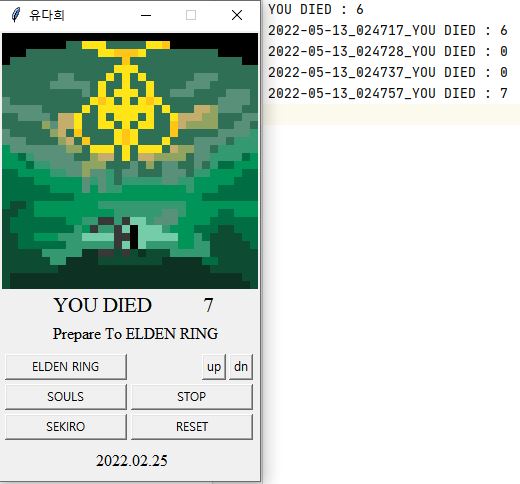 유다희
YOU DIED 7
Prepare To ELDEN RING
ELDEN RING up dn
SOULS STOP
SEKIRO RESET
2022.02.25
YOU DIED : 6
2022-05-13_024717_YOU DIED : 6
2022-05-13_024728_YOU DIED : 0
2022-05-13_024737_YOU DIED : 0
2022-05-13_024757_YOU DIED : 7